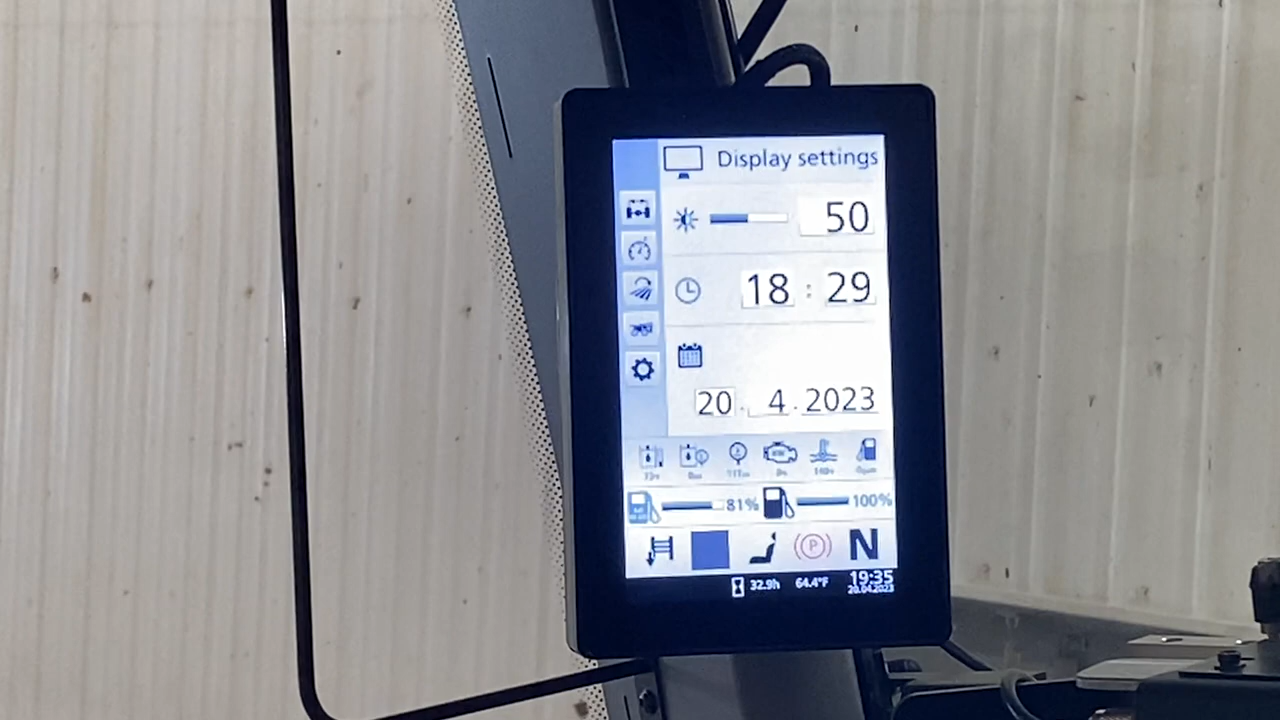 Display settings
50
18 : 29
20 . 4 . 2023
81% 100%
P N
32.9h 64.4°F 19:35
20.04.2023